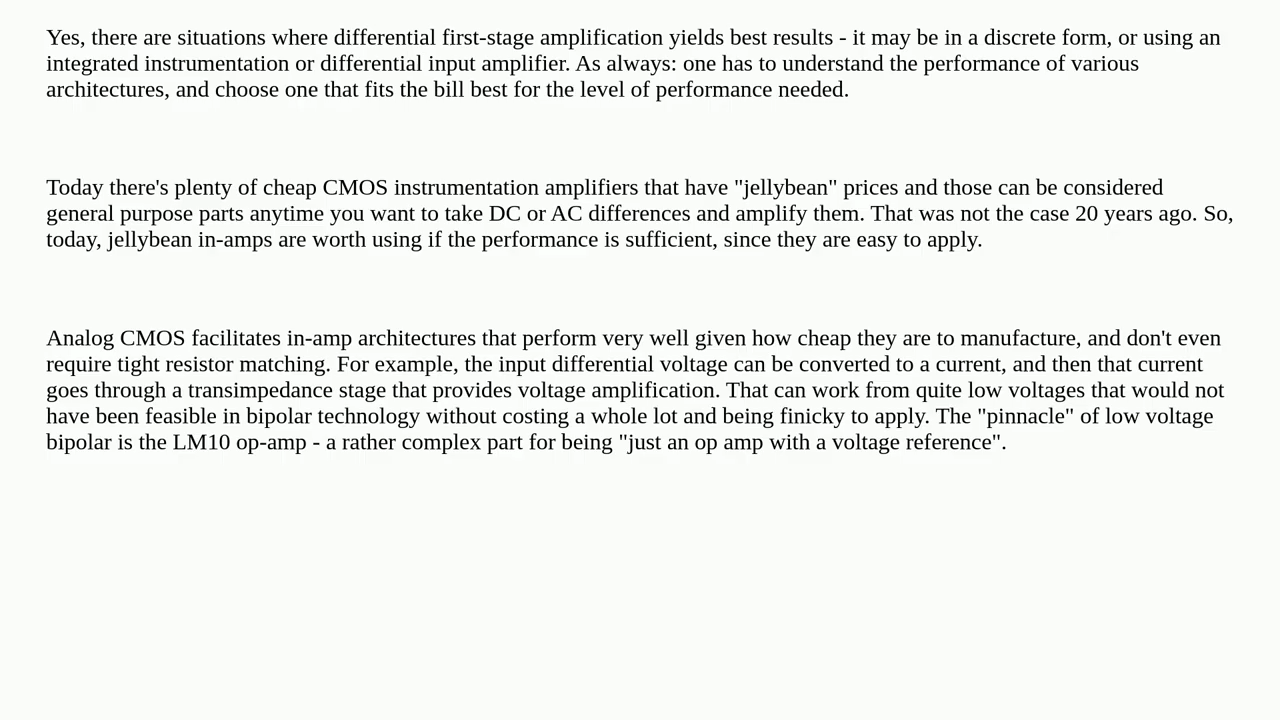 Yes, there are situations where differential first-stage amplification yields best results - it may be in a discrete form, or using an
integrated instrumentation or differential input amplifier. As always: one has to understand the performance of various
architectures, and choose one that fits the bill best for the level of performance needed.
Today there's plenty of cheap CMOS instrumentation amplifiers that have "jellybean" prices and those can be considered
general purpose parts anytime you want to take DC or AC differences and amplify them. That was not the case 20 years ago. So,
today, jellybean in-amps are worth using if the performance is sufficient, since they are easy to apply.
Analog CMOS facilitates in-amp architectures that perform very well given how cheap they are to manufacture, and don't even
require tight resistor matching. For example, the input differential voltage can be converted to a current, and then that current
goes through a transimpedance stage that provides voltage amplification. That can work from quite low voltages that would not
have been feasible in bipolar technology without costing a whole lot and being finicky to apply. The "pinnacle" of low voltage
bipolar is the LM10 op-amp - a rather complex part for being "just an op amp with a voltage reference".